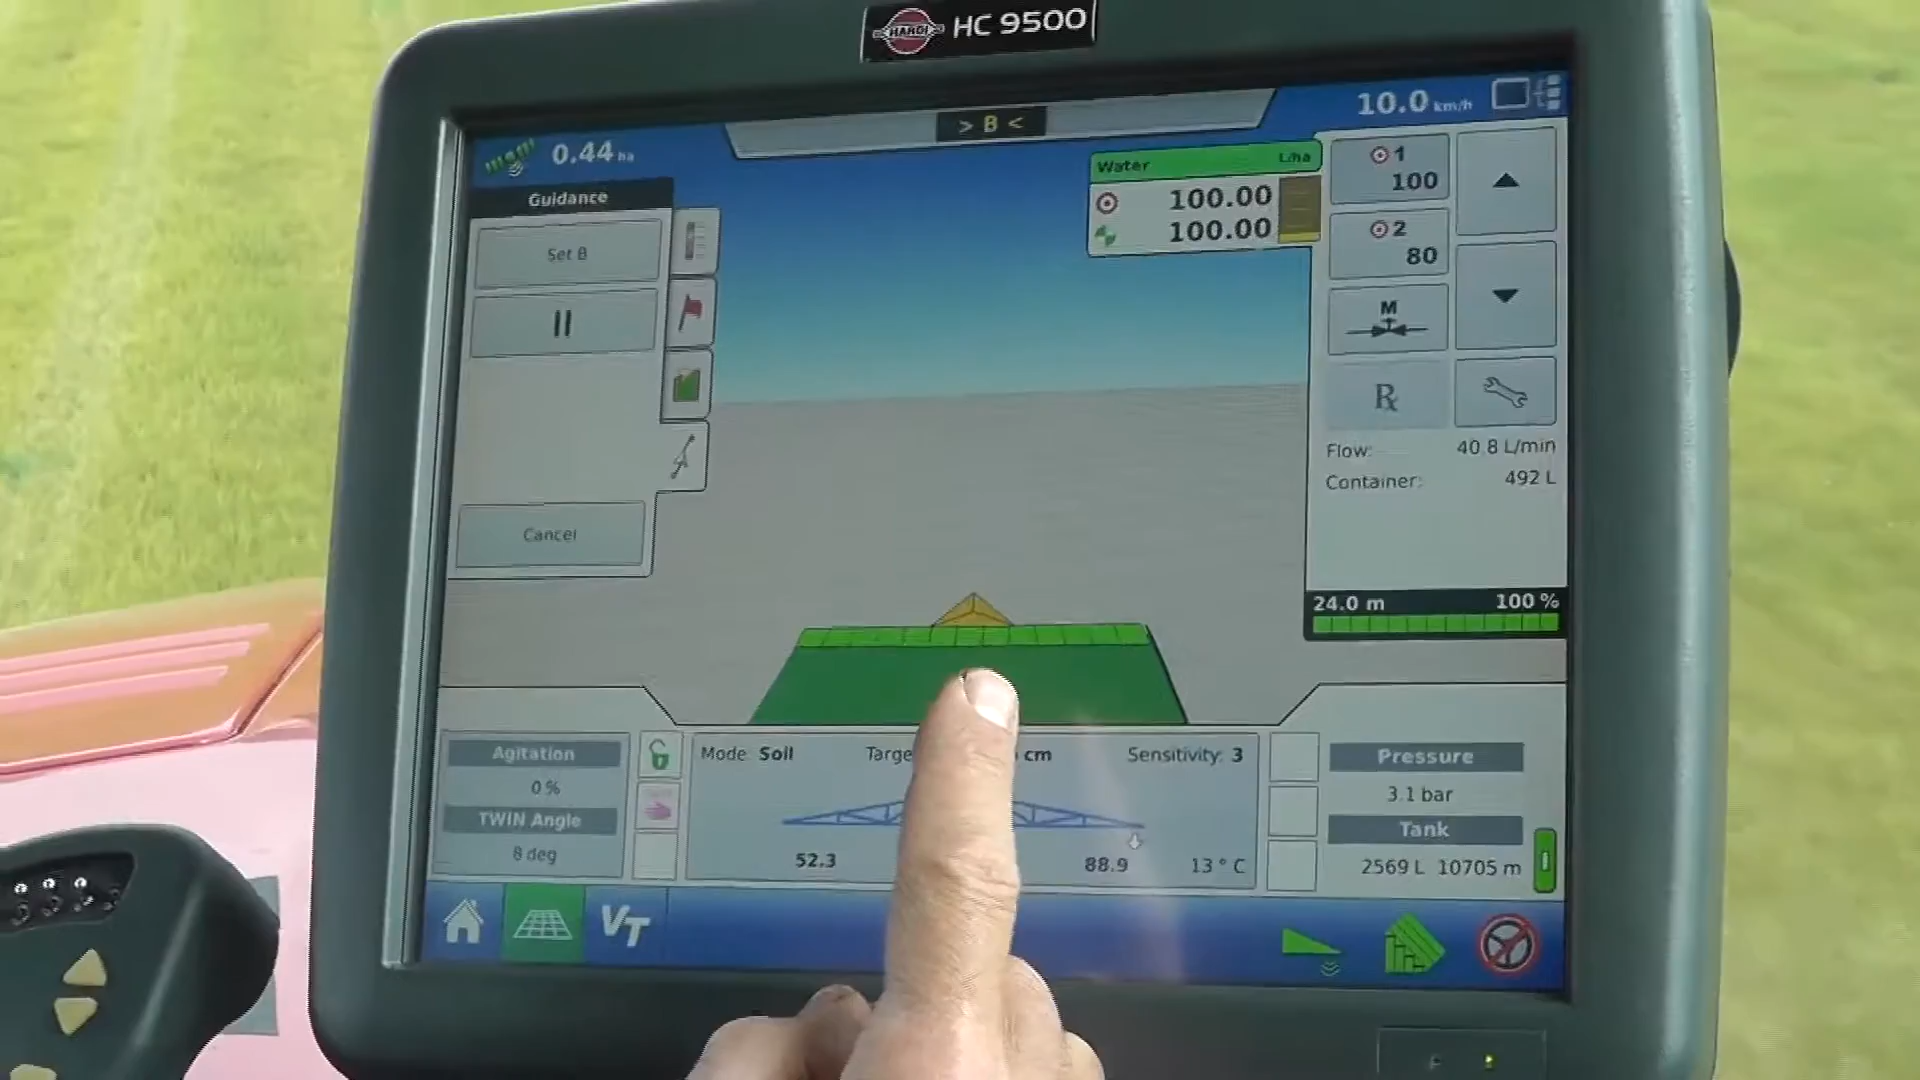 HARDI HC 9500
> B <
10.0 km/h
0.44 ha
Guidance
Set B
Cancel
Water L/ha
100.00
100.00
1
100
2
80
M
Rx
Flow: 40.8 L/min
Container: 492 L
24.0 m 100 %
Agitation
0 %
TWIN Angle
8 deg
Mode: Soil
cm
Sensitivity: 3
52.3
88.9
13 ° C
Pressure
3.1 bar
Tank
2569 L 10705 m
VT